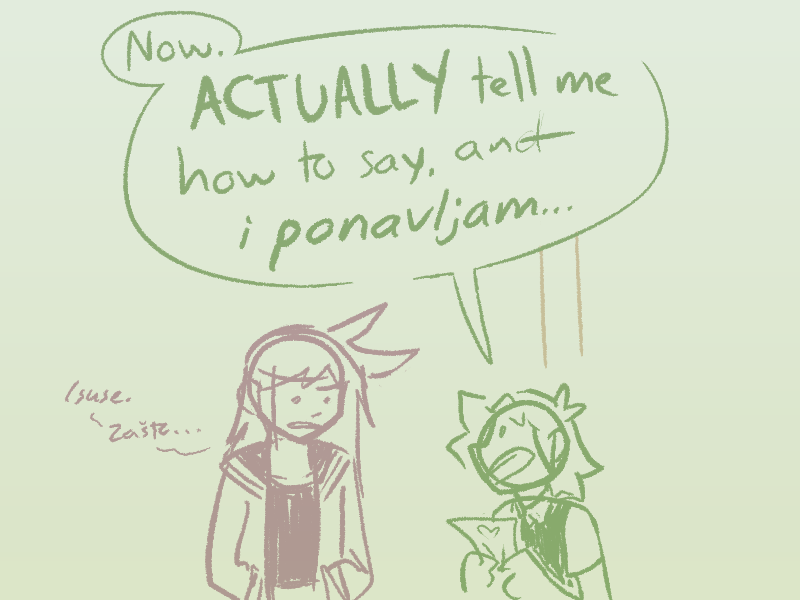 Now.
ACTUALLY tell me
how to say, and
i ponavljam...
Isuse.
Zašto...